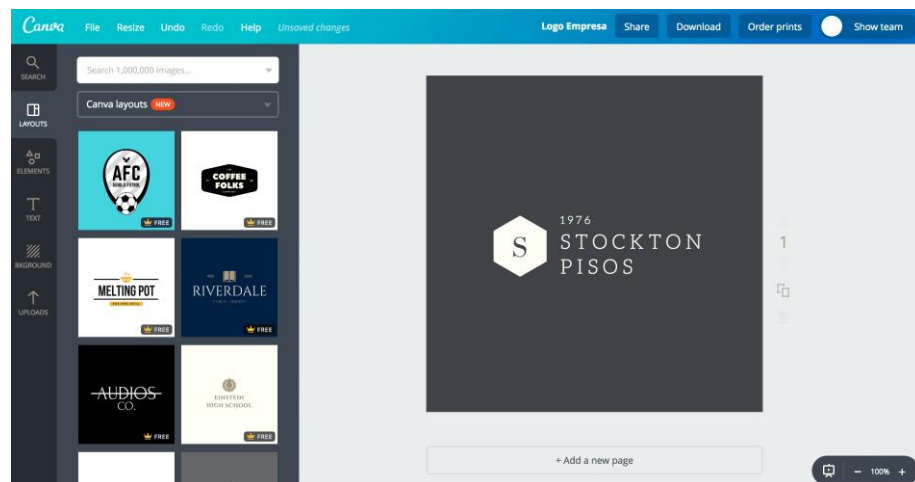 Canva File Resize Undo Redo Help Unsaved changes Logo Empresa Share Download Order prints Show team
SEARCH
LAYOUTS
ELEMENTS
TEXT
BKGROUND
UPLOADS
Search 1,000,000 images...
Canva layouts NEW
AFC
FREE
COFFEE
FOLKS
FREE
MELTING POT
FREE
RIVERDALE
PUBLIC LIBRARY
FREE
AUDIOS
CO.
FREE
EINSTEIN
HIGH SCHOOL
FREE
S
1976
STOCKTON
PISOS
1
+ Add a new page
− 100% +